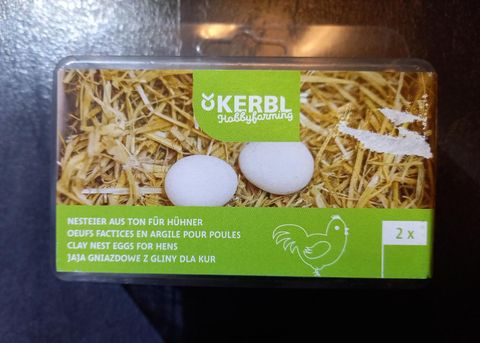 KERBL
Hobbyfarming
NESTEIER AUS TON FÜR HÜHNER
OEUFS FACTICES EN ARGILE POUR POULES
CLAY NEST EGGS FOR HENS
JAJA GNIAZDOWE Z GLINY DLA KUR
2 x